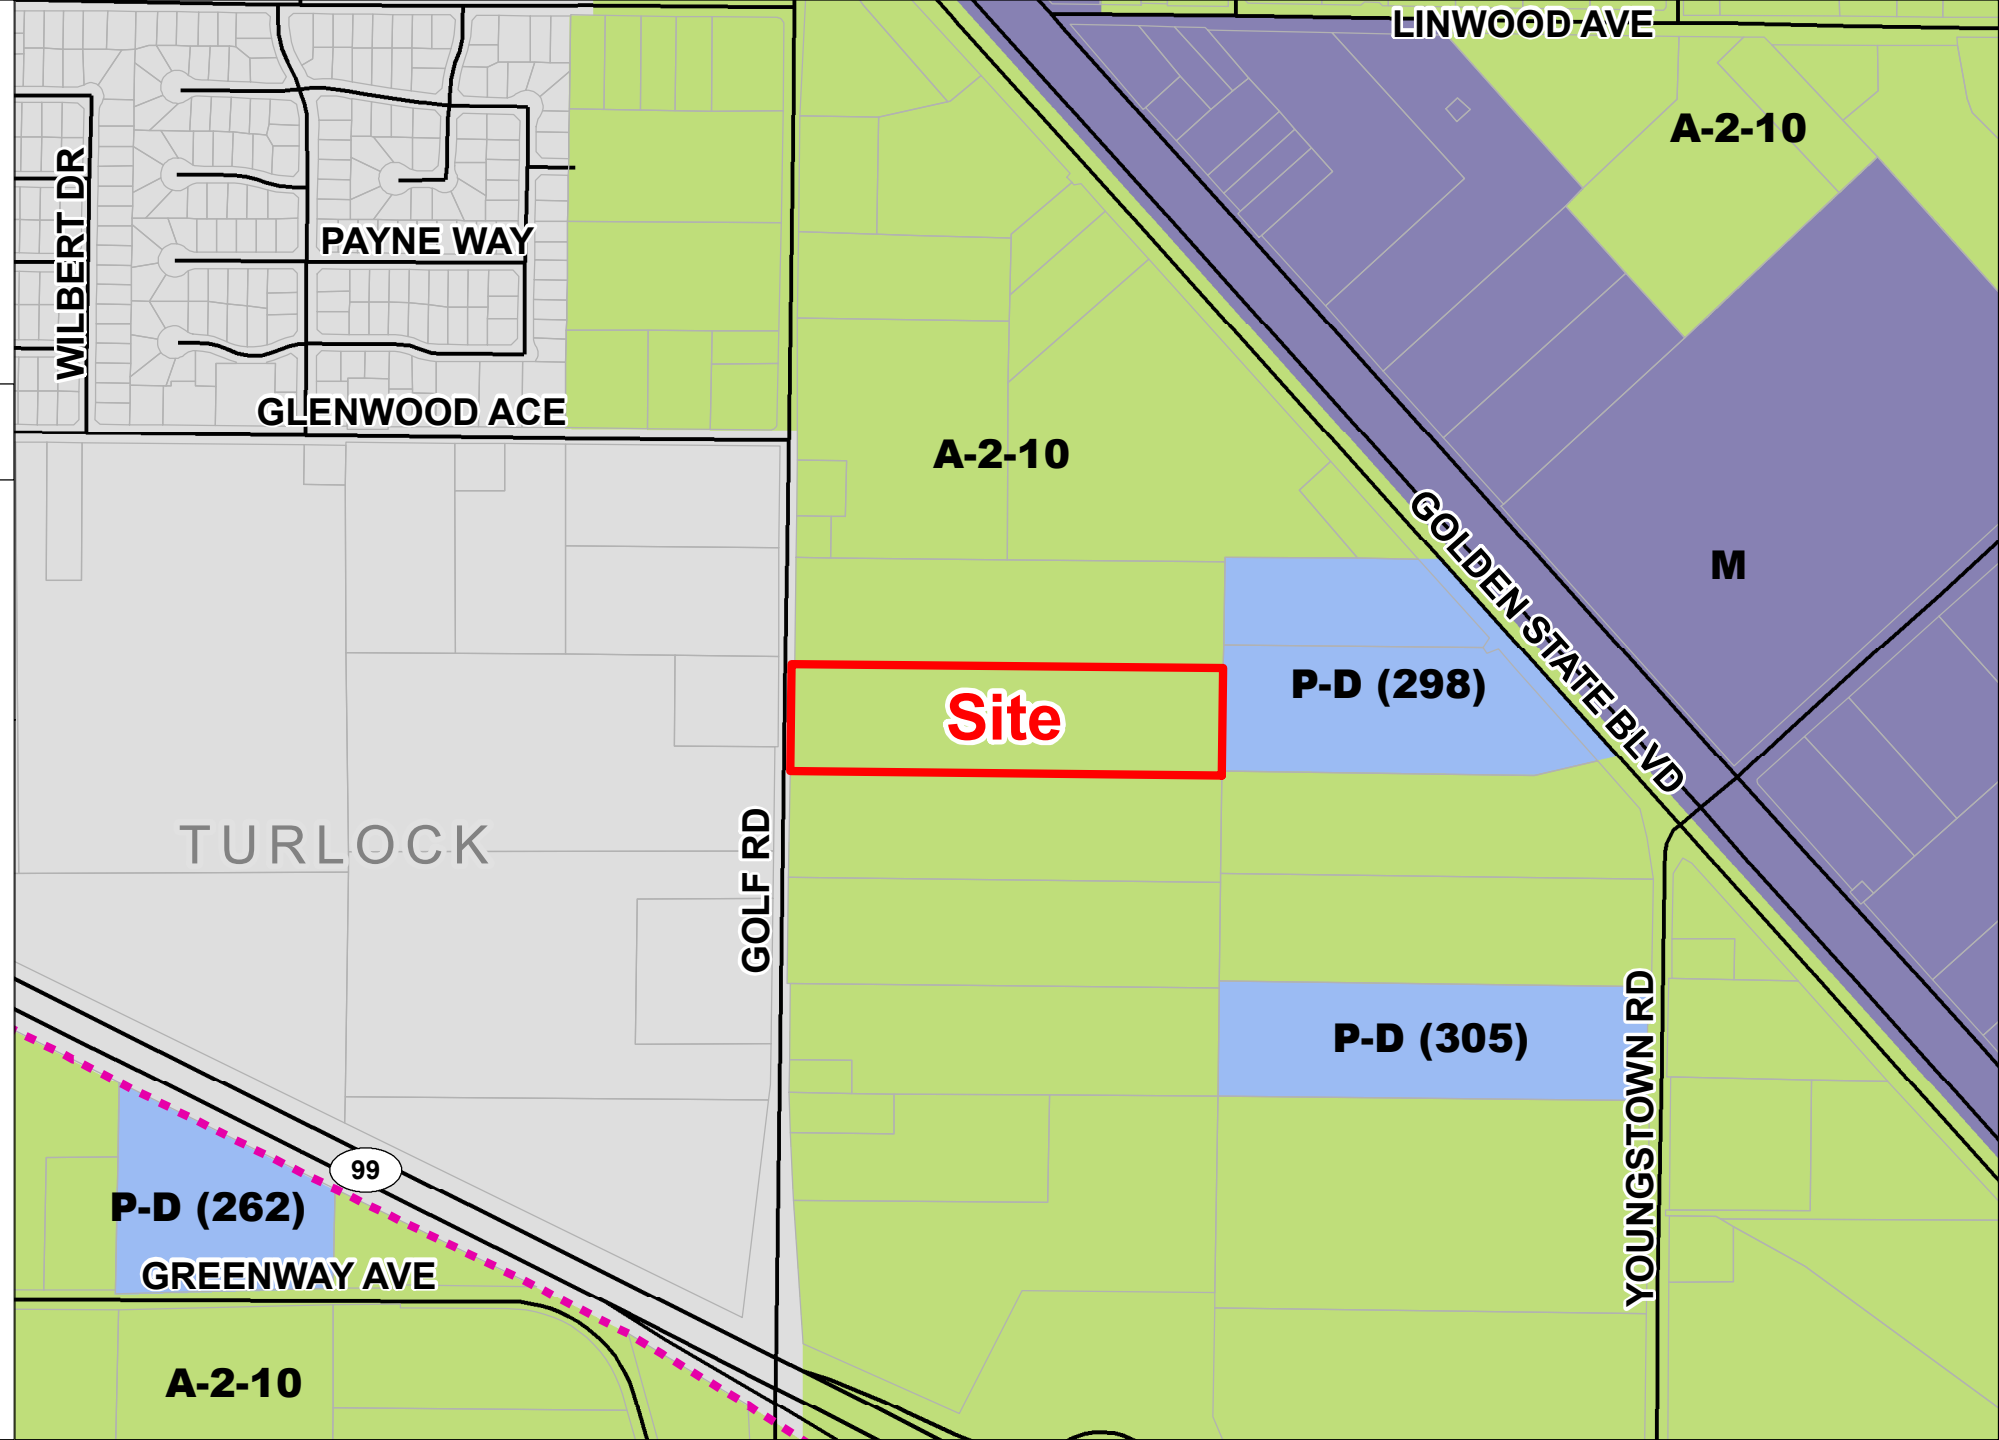 LINWOOD AVE
A-2-10
WILBERT DR
PAYNE WAY
GLENWOOD ACE
A-2-10
GOLDEN STATE BLVD
M
P-D (298)
Site
TURLOCK
GOLF RD
P-D (305)
YOUNGSTOWN RD
99
P-D (262)
GREENWAY AVE
A-2-10